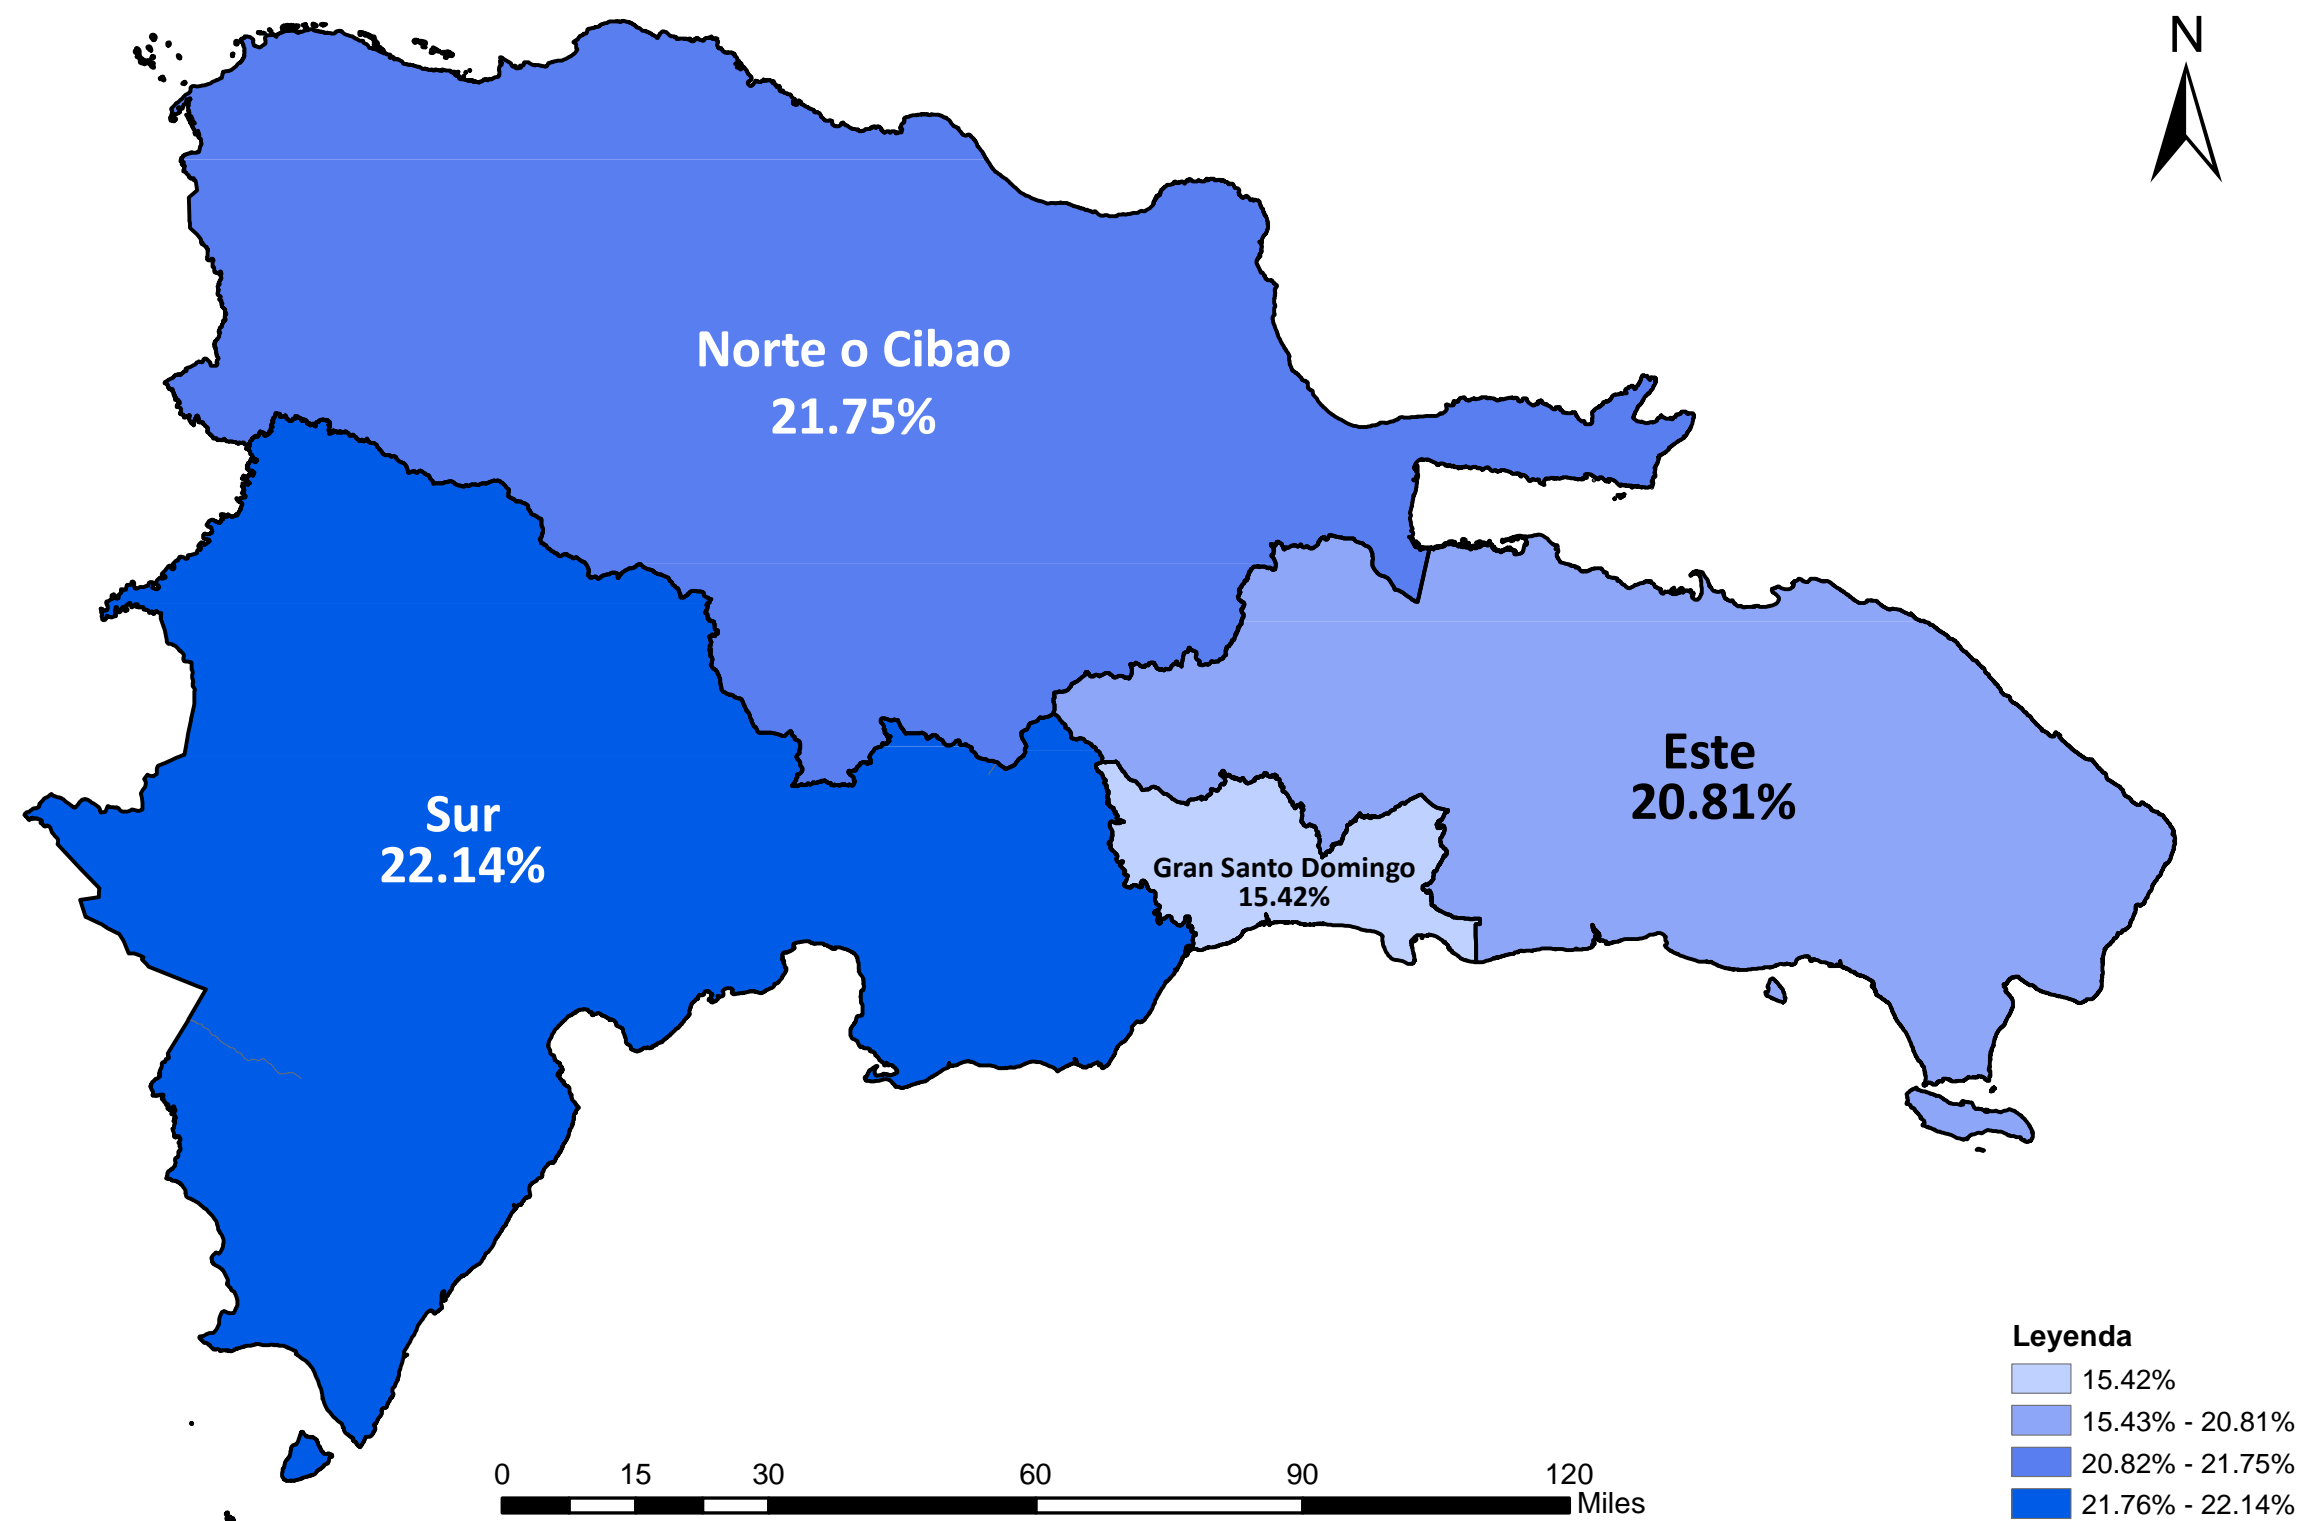 N
Norte o Cibao
21.75%
Este
20.81%
Sur
22.14%
Gran Santo Domingo
15.42%
Leyenda
15.42%
15.43% - 20.81%
20.82% - 21.75%
21.76% - 22.14%
0 15 30 60 90 120
Miles